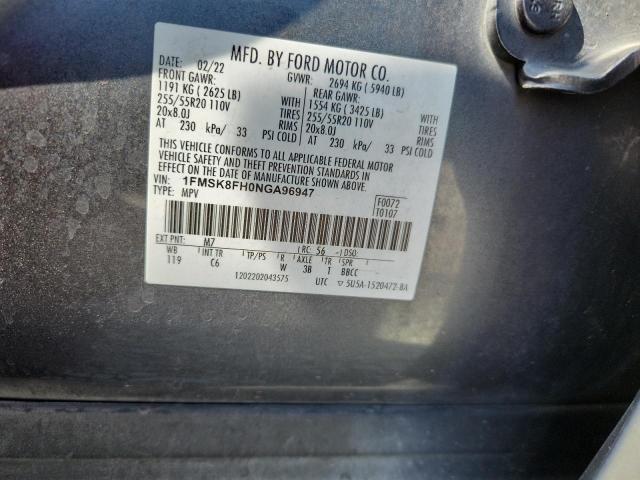 MFD. BY FORD MOTOR CO.
DATE: 02/22 GVWR: 2694 KG ( 5940 LB)
FRONT GAWR: REAR GAWR:
1191 KG ( 2625 LB) WITH 1554 KG ( 3425 LB) WITH
255/55R20 110V TIRES 255/55R20 110V TIRES
20x8.0J RIMS 20x8.0J RIMS
AT 230 kPa/ 33 PSI COLD AT 230 kPa/ 33 PSI COLD
THIS VEHICLE CONFORMS TO ALL APPLICABLE FEDERAL MOTOR
VEHICLE SAFETY AND THEFT PREVENTION STANDARDS IN
EFFECT ON THE DATE OF MANUFACTURE SHOWN ABOVE.
VIN: 1FMSK8FH0NGA96947
TYPE: MPV
F0072
T0107
EXT PNT: M7 RC: 56 DSO:
WB INT TR TP/PS R AXLE TR SPR
119 C6 W 3B 1 BBCC
1202202043575 UTC ▽ 5U5A-1520472-BA